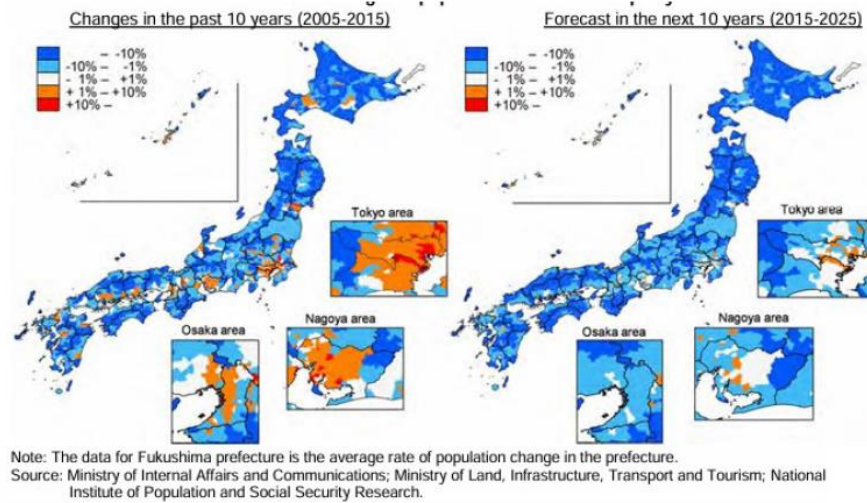 Changes in the past 10 years (2005-2015)
Forecast in the next 10 years (2015-2025)
– -10%
-10% – -1%
- 1% – +1%
+ 1% – +10%
+10% –
– -10%
-10% – -1%
- 1% – +1%
+ 1% – +10%
+10% –
Tokyo area
Tokyo area
Osaka area
Nagoya area
Osaka area
Nagoya area
Note: The data for Fukushima prefecture is the average rate of population change in the prefecture.
Source: Ministry of Internal Affairs and Communications; Ministry of Land, Infrastructure, Transport and Tourism; National
Institute of Population and Social Security Research.